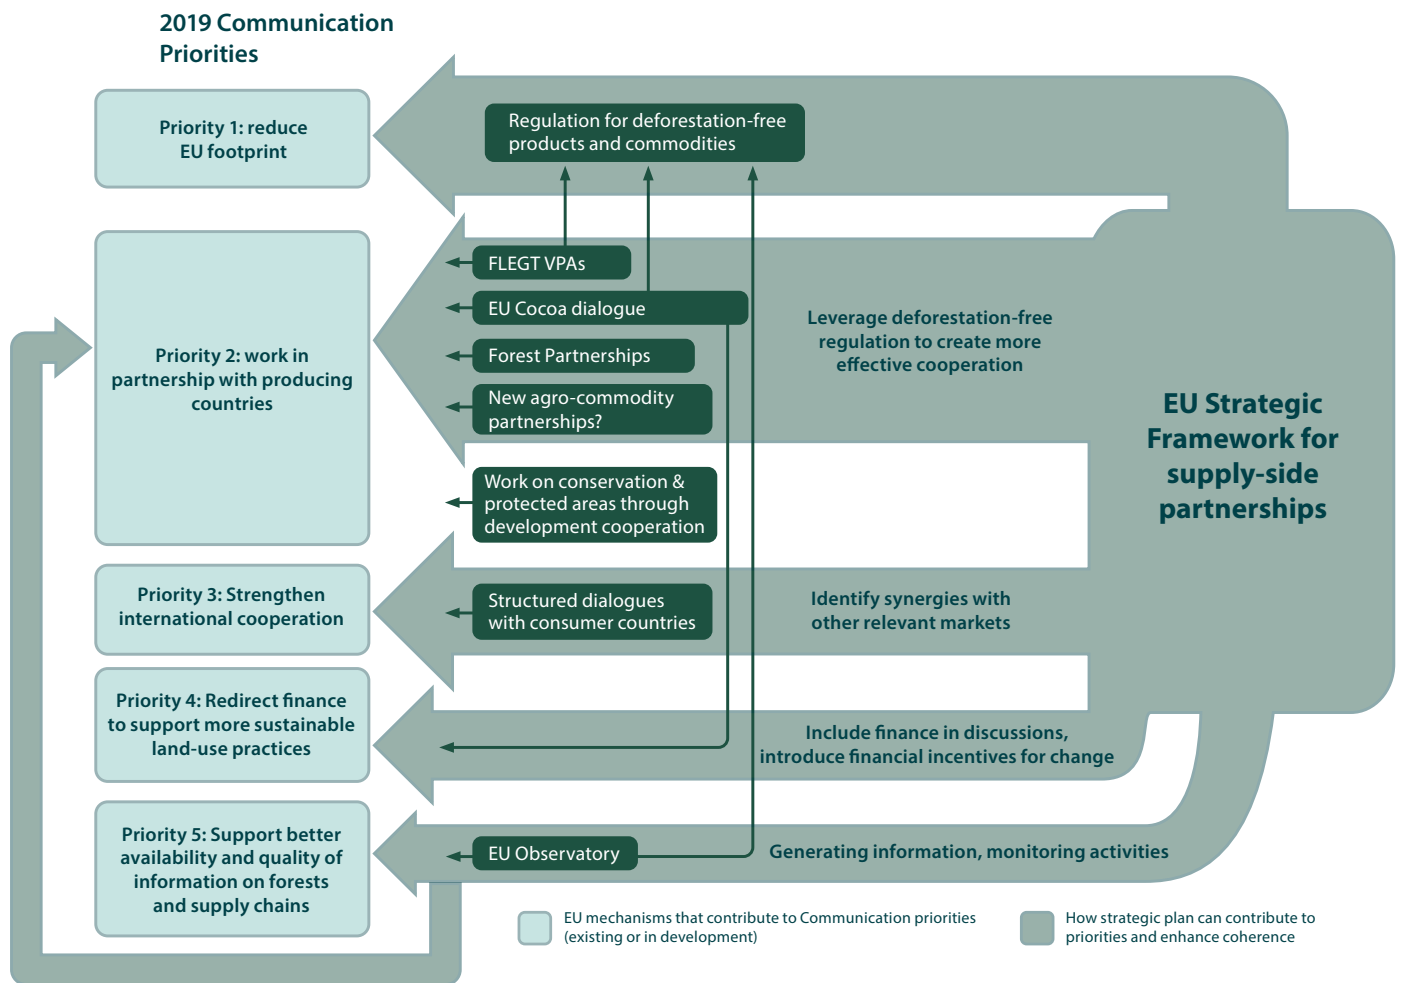 2019 Communication
Priorities
Priority 1: reduce
EU footprint
Regulation for deforestation-free
products and commodities
Priority 2: work in
partnership with producing
countries
FLEGT VPAs
EU Cocoa dialogue
Forest Partnerships
New agro-commodity
partnerships?
Work on conservation &
protected areas through
development cooperation
Leverage deforestation-free
regulation to create more
effective cooperation
EU Strategic
Framework for
supply-side
partnerships
Priority 3: Strengthen
international cooperation
Structured dialogues
with consumer countries
Identify synergies with
other relevant markets
Priority 4: Redirect finance
to support more sustainable
land-use practices
Include finance in discussions,
introduce financial incentives for change
Priority 5: Support better
availability and quality of
information on forests
and supply chains
EU Observatory
Generating information, monitoring activities
EU mechanisms that contribute to Communication priorities
(existing or in development)
How strategic plan can contribute to
priorities and enhance coherence